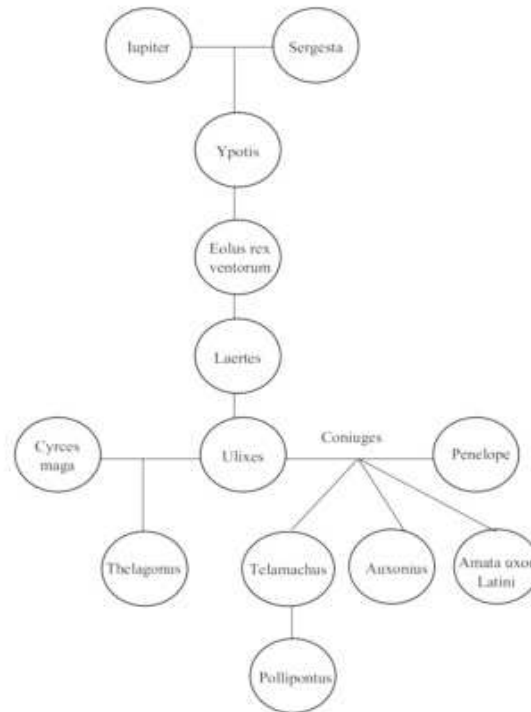 Iupiter
Sergesta
Ypotis
Eolus rex
ventorum
Laertes
Cyrces
maga
Ulixes
Coniuges
Penelope
Thelagonus
Telamachus
Auxonius
Amata uxor
Latini
Pollipontus